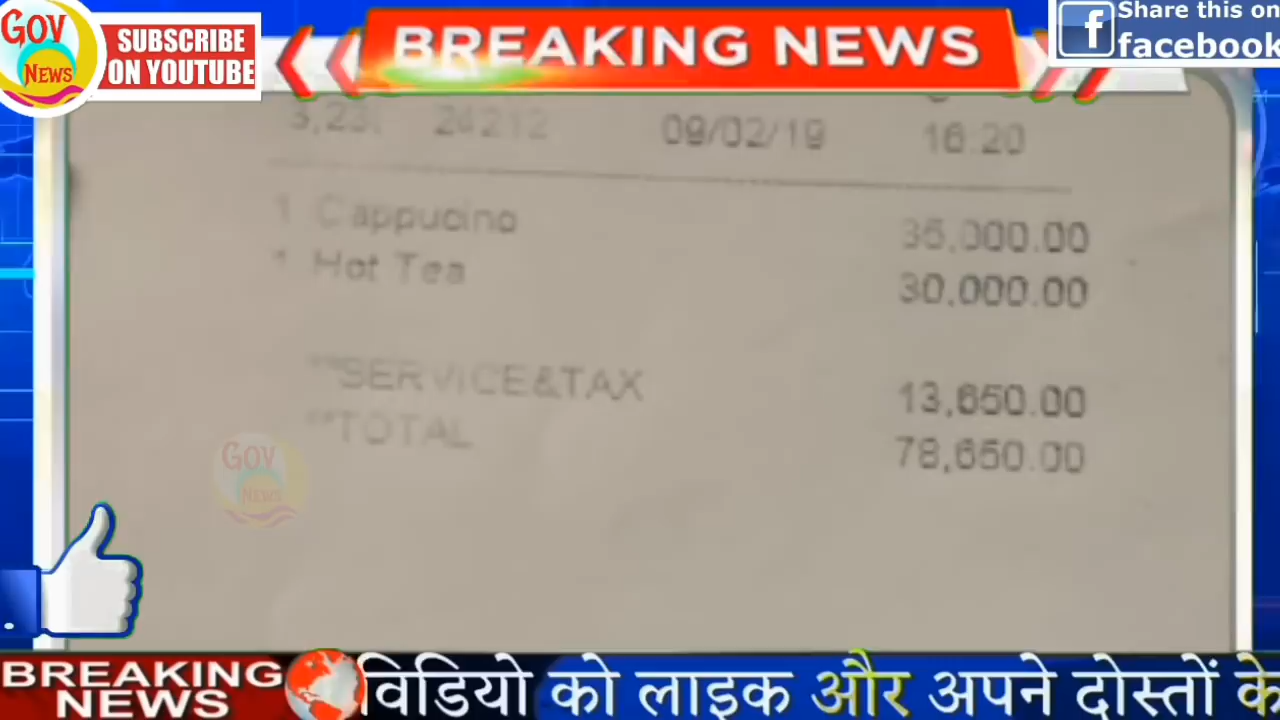 GOV
NEWS
SUBSCRIBE
ON YOUTUBE
BREAKING NEWS
Share this on
facebook
24212 09/02/19 16:20
1 Cappucino 35,000.00
1 Hot Tea 30,000.00
**SERVICE&TAX 13,650.00
**TOTAL 78,650.00
GOV
NEWS
BREAKING
NEWS
विडियो को लाइक और अपने दोस्तों के